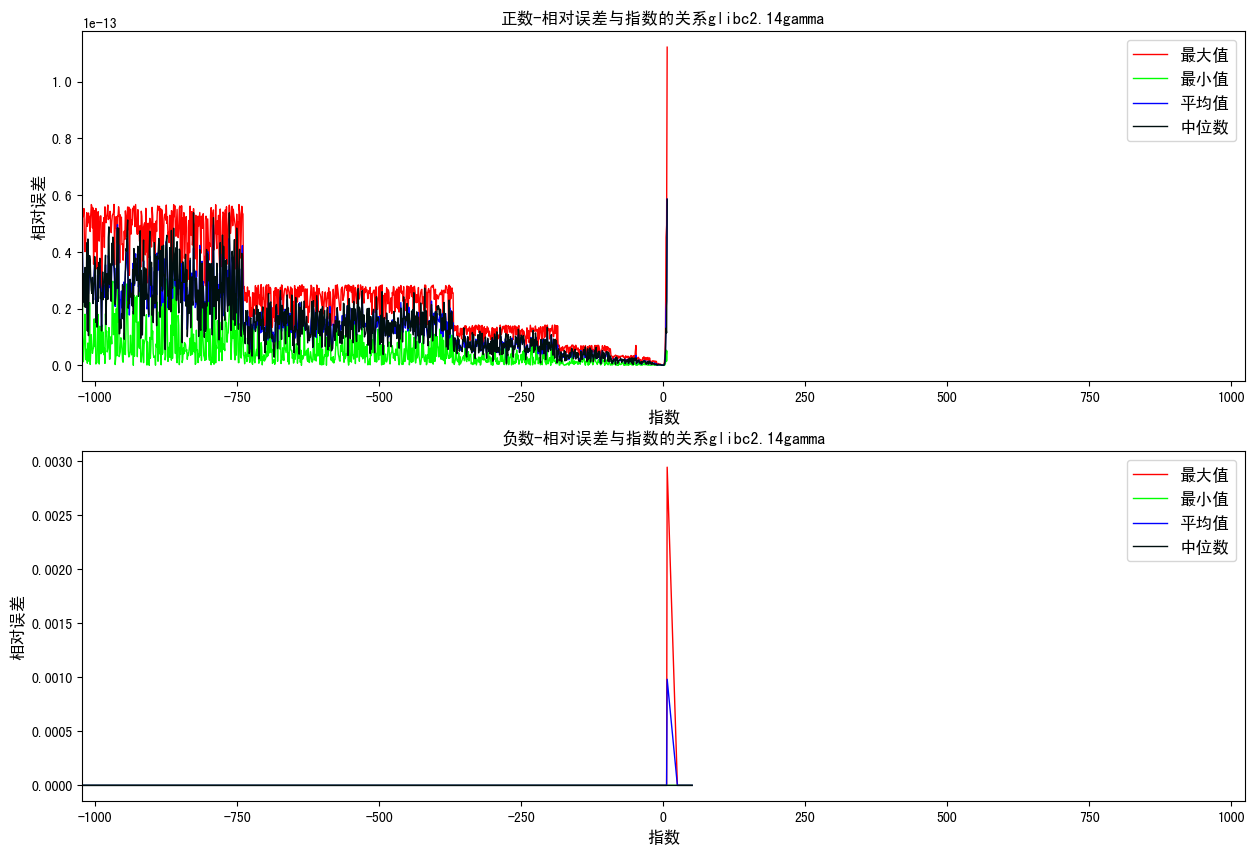 正数-相对误差与指数的关系glibc2.14gamma
1e-13
最大值
最小值
平均值
中位数
1.0
0.8
0.6
0.4
0.2
0.0
相对误差
-1000 -750 -500 -250 0 250 500 750 1000
指数
负数-相对误差与指数的关系glibc2.14gamma
最大值
最小值
平均值
中位数
0.0030
0.0025
0.0020
0.0015
0.0010
0.0005
0.0000
相对误差
-1000 -750 -500 -250 0 250 500 750 1000
指数